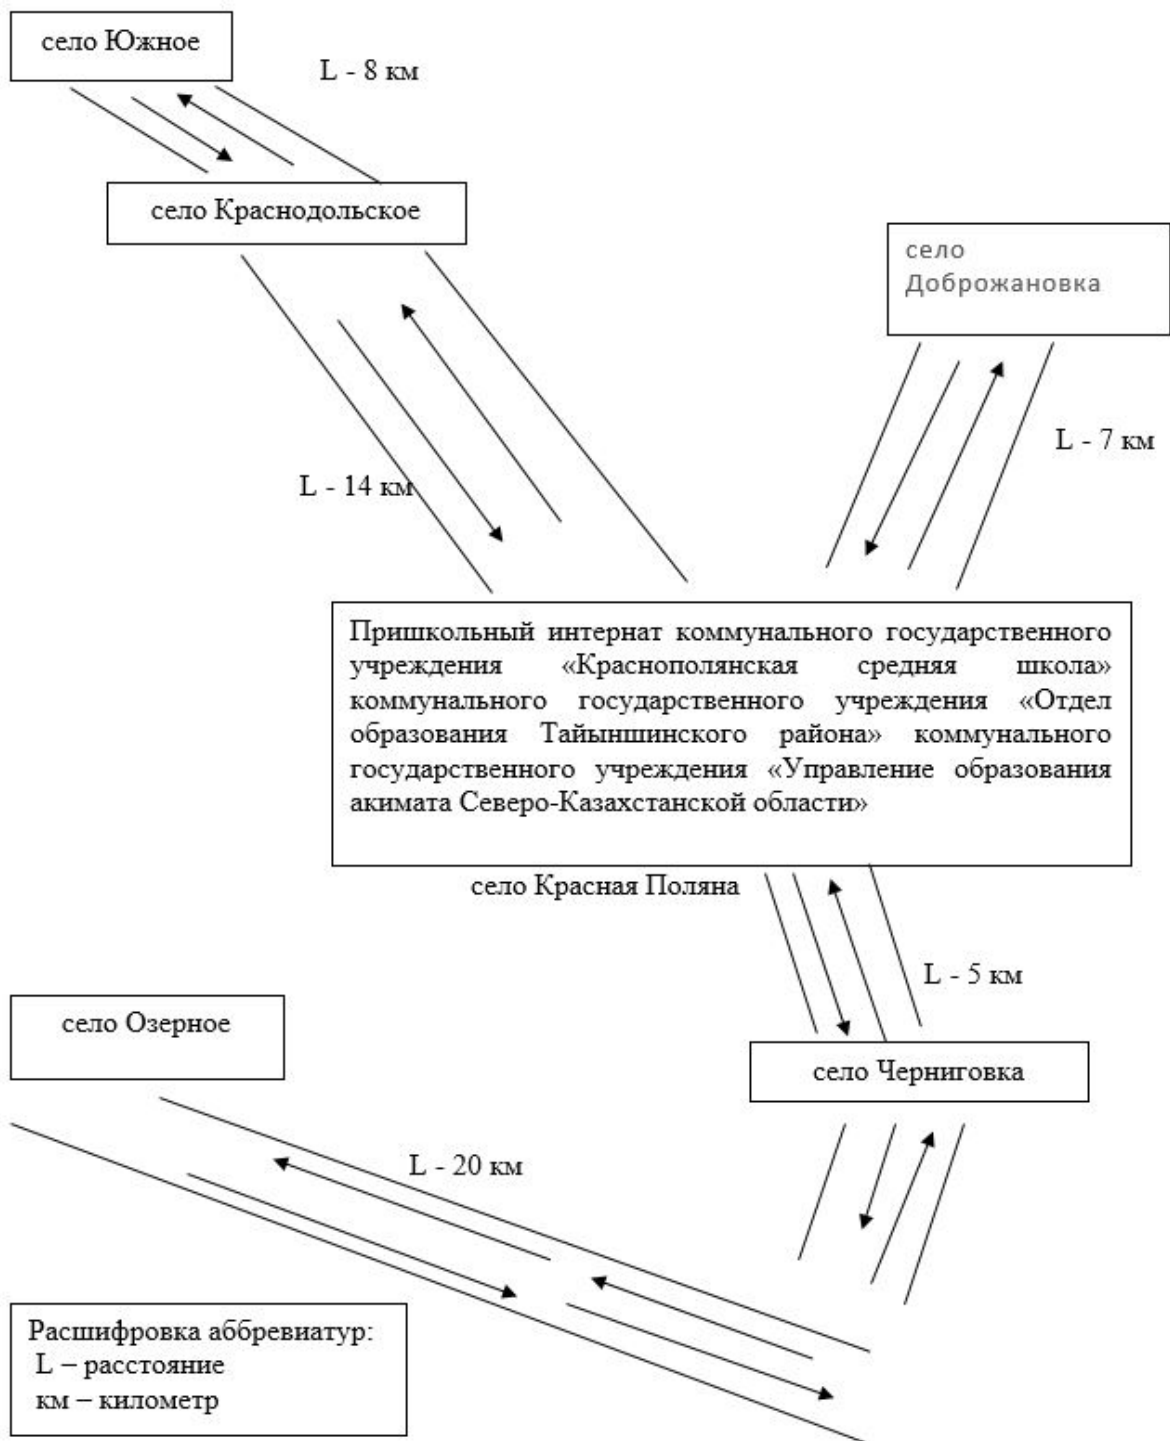 село Южное
L - 8 км
село Краснодольское
село
Доброжановка
L - 7 км
L - 14 км
Пришкольный интернат коммунального государственного
учреждения «Краснополянская средняя школа»
коммунального государственного учреждения «Отдел
образования Тайыншинского района» коммунального
государственного учреждения «Управление образования
акимата Северо-Казахстанской области»
село Красная Поляна
L - 5 км
село Озерное
село Черниговка
L - 20 км
Расшифровка аббревиатур:
L – расстояние
км – километр